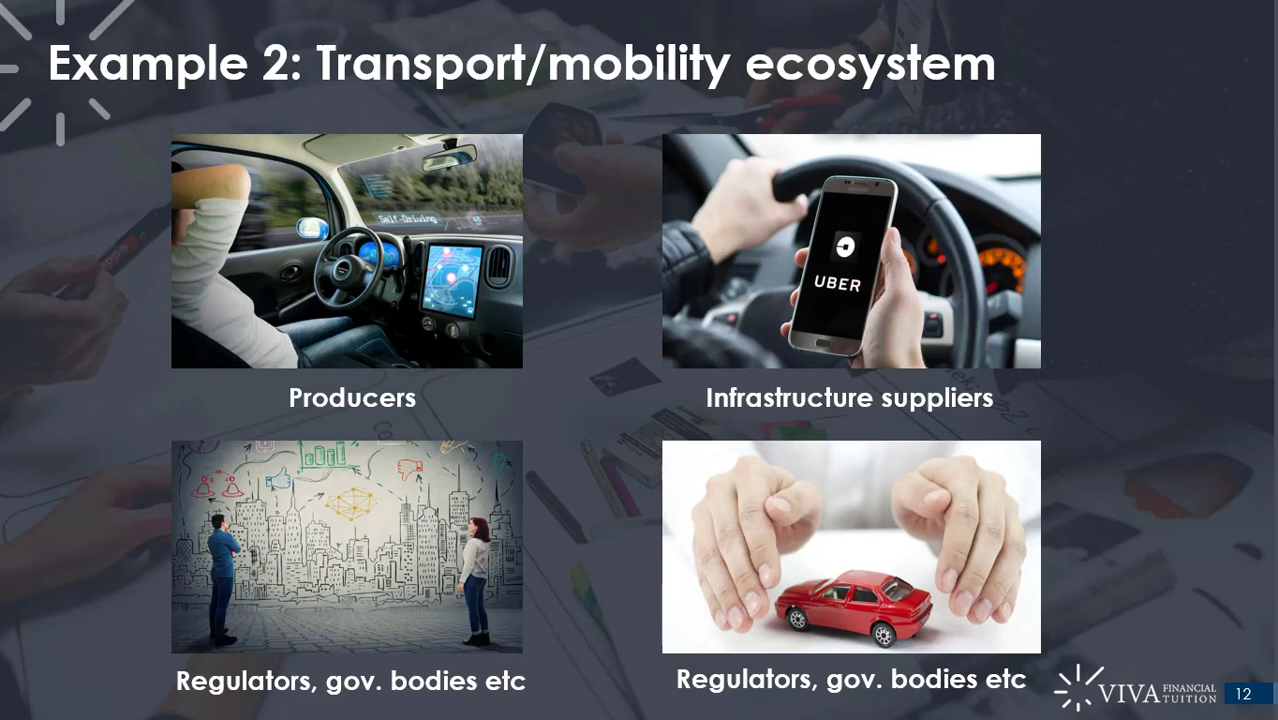 Example 2: Transport/mobility ecosystem
Self-Driving
UBER
Producers
Infrastructure suppliers
Regulators, gov. bodies etc
Regulators, gov. bodies etc
VIVA FINANCIAL TUITION
12